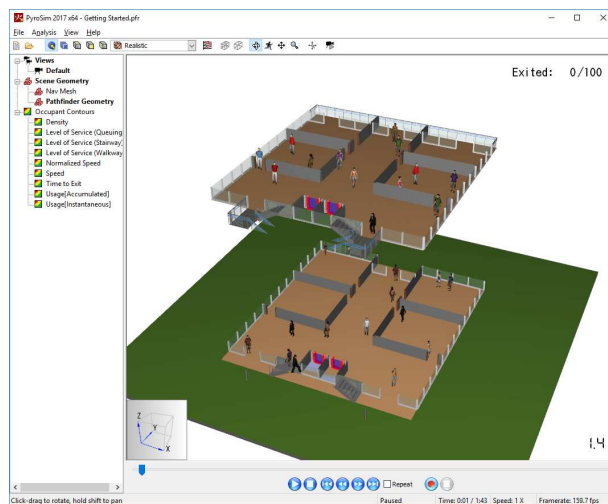 PyroSim 2017 x64 - Getting Started.pfr
File Analysis View Help
Realistic
Views
Default
Scene Geometry
Nav Mesh
Pathfinder Geometry
Occupant Contours
Density
Level of Service (Queuing
Level of Service (Stairway)
Level of Service (Walkway
Normalized Speed
Speed
Time to Exit
Usage[Accumulated]
Usage[Instantaneous]
Exited: 0/100
Z
Y
X
1.4
Repeat
Click-drag to rotate, hold shift to pan
Paused
Time: 0:01 / 1:43
Speed: 1 X
Framerate: 159.7 fps